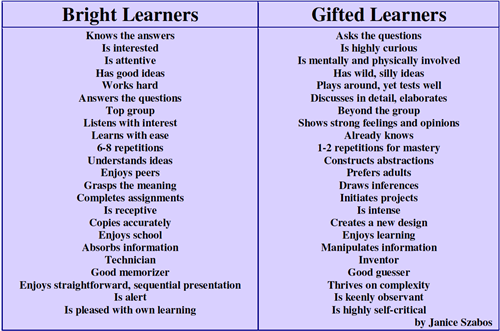 Bright Learners
Knows the answers
Is interested
Is attentive
Has good ideas
Works hard
Answers the questions
Top group
Listens with interest
Learns with ease
6-8 repetitions
Understands ideas
Enjoys peers
Grasps the meaning
Completes assignments
Is receptive
Copies accurately
Enjoys school
Absorbs information
Technician
Good memorizer
Enjoys straightforward, sequential presentation
Is alert
Is pleased with own learning
Gifted Learners
Asks the questions
Is highly curious
Is mentally and physically involved
Has wild, silly ideas
Plays around, yet tests well
Discusses in detail, elaborates
Beyond the group
Shows strong feelings and opinions
Already knows
1-2 repetitions for mastery
Constructs abstractions
Prefers adults
Draws inferences
Initiates projects
Is intense
Creates a new design
Enjoys learning
Manipulates information
Inventor
Good guesser
Thrives on complexity
Is keenly observant
Is highly self-critical
by Janice Szabos